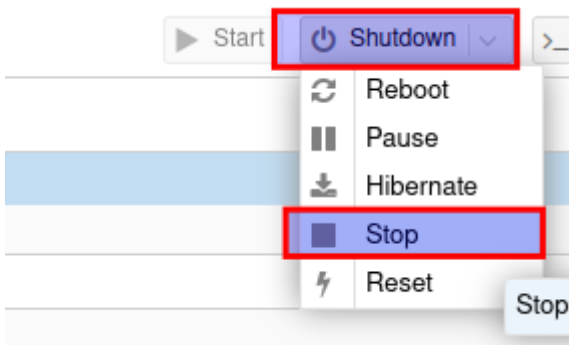 Start
Shutdown
>_
Reboot
Pause
Hibernate
Stop
Reset
Stop